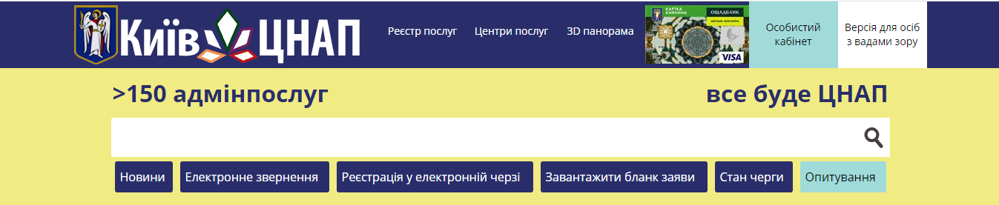 Київ ЦНАП
Реєстр послуг
Центри послуг
3D панорама
КАРТКА
КИЯНИНА
ОЩАДБАНК
VISA
Особистий
кабінет
Версія для осіб
з вадами зору
>150 адмінпослуг
все буде ЦНАП
Новини
Електронне звернення
Реєстрація у електронній черзі
Завантажити бланк заяви
Стан черги
Опитування